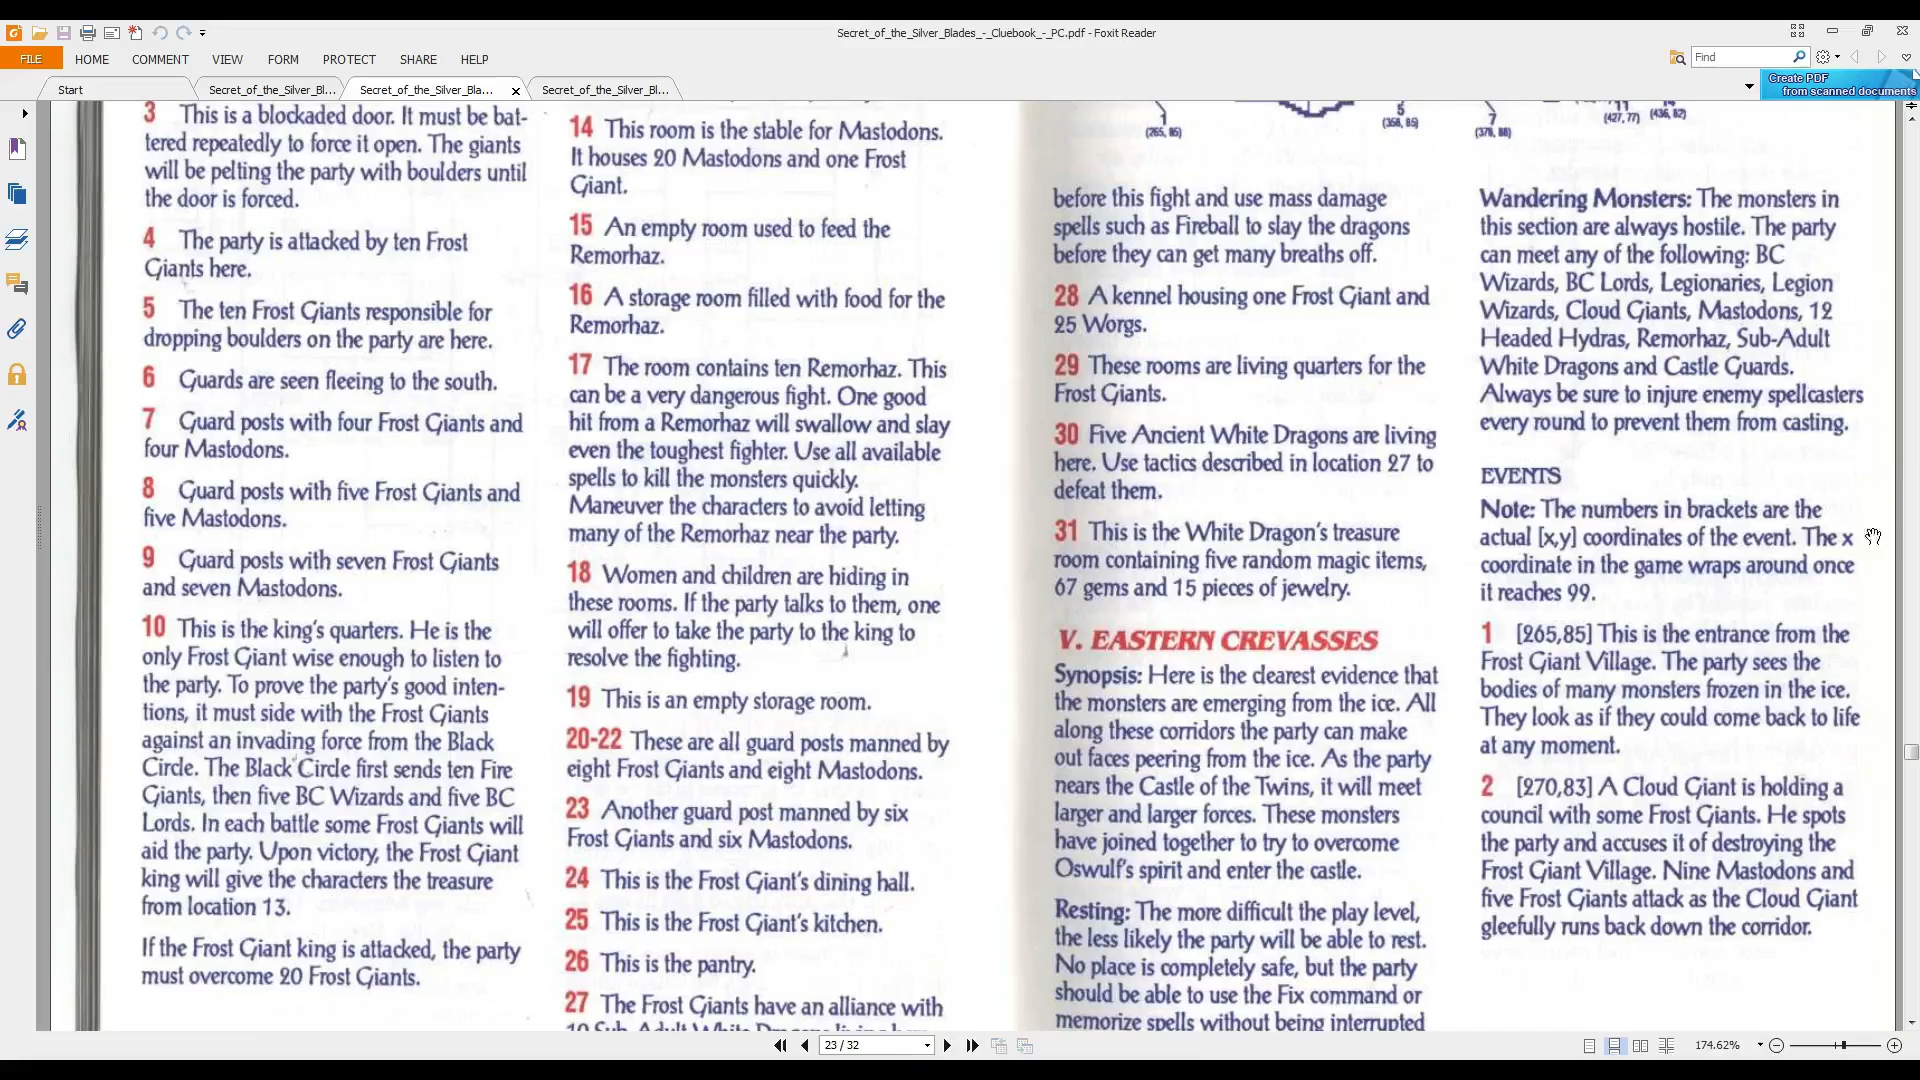 Secret_of_the_Silver_Blades_-_Cluebook_-_PC.pdf - Foxit Reader
FILE HOME COMMENT VIEW FORM PROTECT SHARE HELP
Find
Start Secret_of_the_Silver_Bl... Secret_of_the_Silver_Bla... Secret_of_the_Silver_Bl...
Create PDF
from scanned documents
3 This is a blockaded door. It must be bat-
tered repeatedly to force it open. The giants
will be pelting the party with boulders until
the door is forced.
4 The party is attacked by ten Frost
Giants here.
5 The ten Frost Giants responsible for
dropping boulders on the party are here.
6 Guards are seen fleeing to the south.
7 Guard posts with four Frost Giants and
four Mastodons.
8 Guard posts with five Frost Giants and
five Mastodons.
9 Guard posts with seven Frost Giants
and seven Mastodons.
10 This is the king's quarters. He is the
only Frost Giant wise enough to listen to
the party. To prove the party's good inten-
tions, it must side with the Frost Giants
against an invading force from the Black
Circle. The Black Circle first sends ten Fire
Giants, then five BC Wizards and five BC
Lords. In each battle some Frost Giants will
aid the party. Upon victory, the Frost Giant
king will give the characters the treasure
from location 13.
If the Frost Giant king is attacked, the party
must overcome 20 Frost Giants.
14 This room is the stable for Mastodons.
It houses 20 Mastodons and one Frost
Giant.
15 An empty room used to feed the
Remorhaz.
16 A storage room filled with food for the
Remorhaz.
17 The room contains ten Remorhaz. This
can be a very dangerous fight. One good
hit from a Remorhaz will swallow and slay
even the toughest fighter. Use all available
spells to kill the monsters quickly.
Maneuver the characters to avoid letting
many of the Remorhaz near the party.
18 Women and children are hiding in
these rooms. If the party talks to them, one
will offer to take the party to the king to
resolve the fighting.
19 This is an empty storage room.
20-22 These are all guard posts manned by
eight Frost Giants and eight Mastodons.
23 Another guard post manned by six
Frost Giants and six Mastodons.
24 This is the Frost Giant's dining hall.
25 This is the Frost Giant's kitchen.
26 This is the pantry.
27 The Frost Giants have an alliance with
10 Sub-Adult White Dragons living here
1
(265, 85)
5
(358, 85)
7
(378, 88)
(427, 77)
(436, 82)
before this fight and use mass damage
spells such as Fireball to slay the dragons
before they can get many breaths off.
28 A kennel housing one Frost Giant and
25 Worgs.
29 These rooms are living quarters for the
Frost Giants.
30 Five Ancient White Dragons are living
here. Use tactics described in location 27 to
defeat them.
31 This is the White Dragon's treasure
room containing five random magic items,
67 gems and 15 pieces of jewelry.
V. EASTERN CREVASSES
Synopsis: Here is the clearest evidence that
the monsters are emerging from the ice. All
along these corridors the party can make
out faces peering from the ice. As the party
nears the Castle of the Twins, it will meet
larger and larger forces. These monsters
have joined together to try to overcome
Oswulf's spirit and enter the castle.
Resting: The more difficult the play level,
the less likely the party will be able to rest.
No place is completely safe, but the party
should be able to use the Fix command or
memorize spells without being interrupted
Wandering Monsters: The monsters in
this section are always hostile. The party
can meet any of the following: BC
Wizards, BC Lords, Legionaries, Legion
Wizards, Cloud Giants, Mastodons, 12
Headed Hydras, Remorhaz, Sub-Adult
White Dragons and Castle Guards.
Always be sure to injure enemy spellcasters
every round to prevent them from casting.
EVENTS
Note: The numbers in brackets are the
actual [x,y] coordinates of the event. The x
coordinate in the game wraps around once
it reaches 99.
1 [265,85] This is the entrance from the
Frost Giant Village. The party sees the
bodies of many monsters frozen in the ice.
They look as if they could come back to life
at any moment.
2 [270,83] A Cloud Giant is holding a
council with some Frost Giants. He spots
the party and accuses it of destroying the
Frost Giant Village. Nine Mastodons and
five Frost Giants attack as the Cloud Giant
gleefully runs back down the corridor.
23 / 32
174.62%